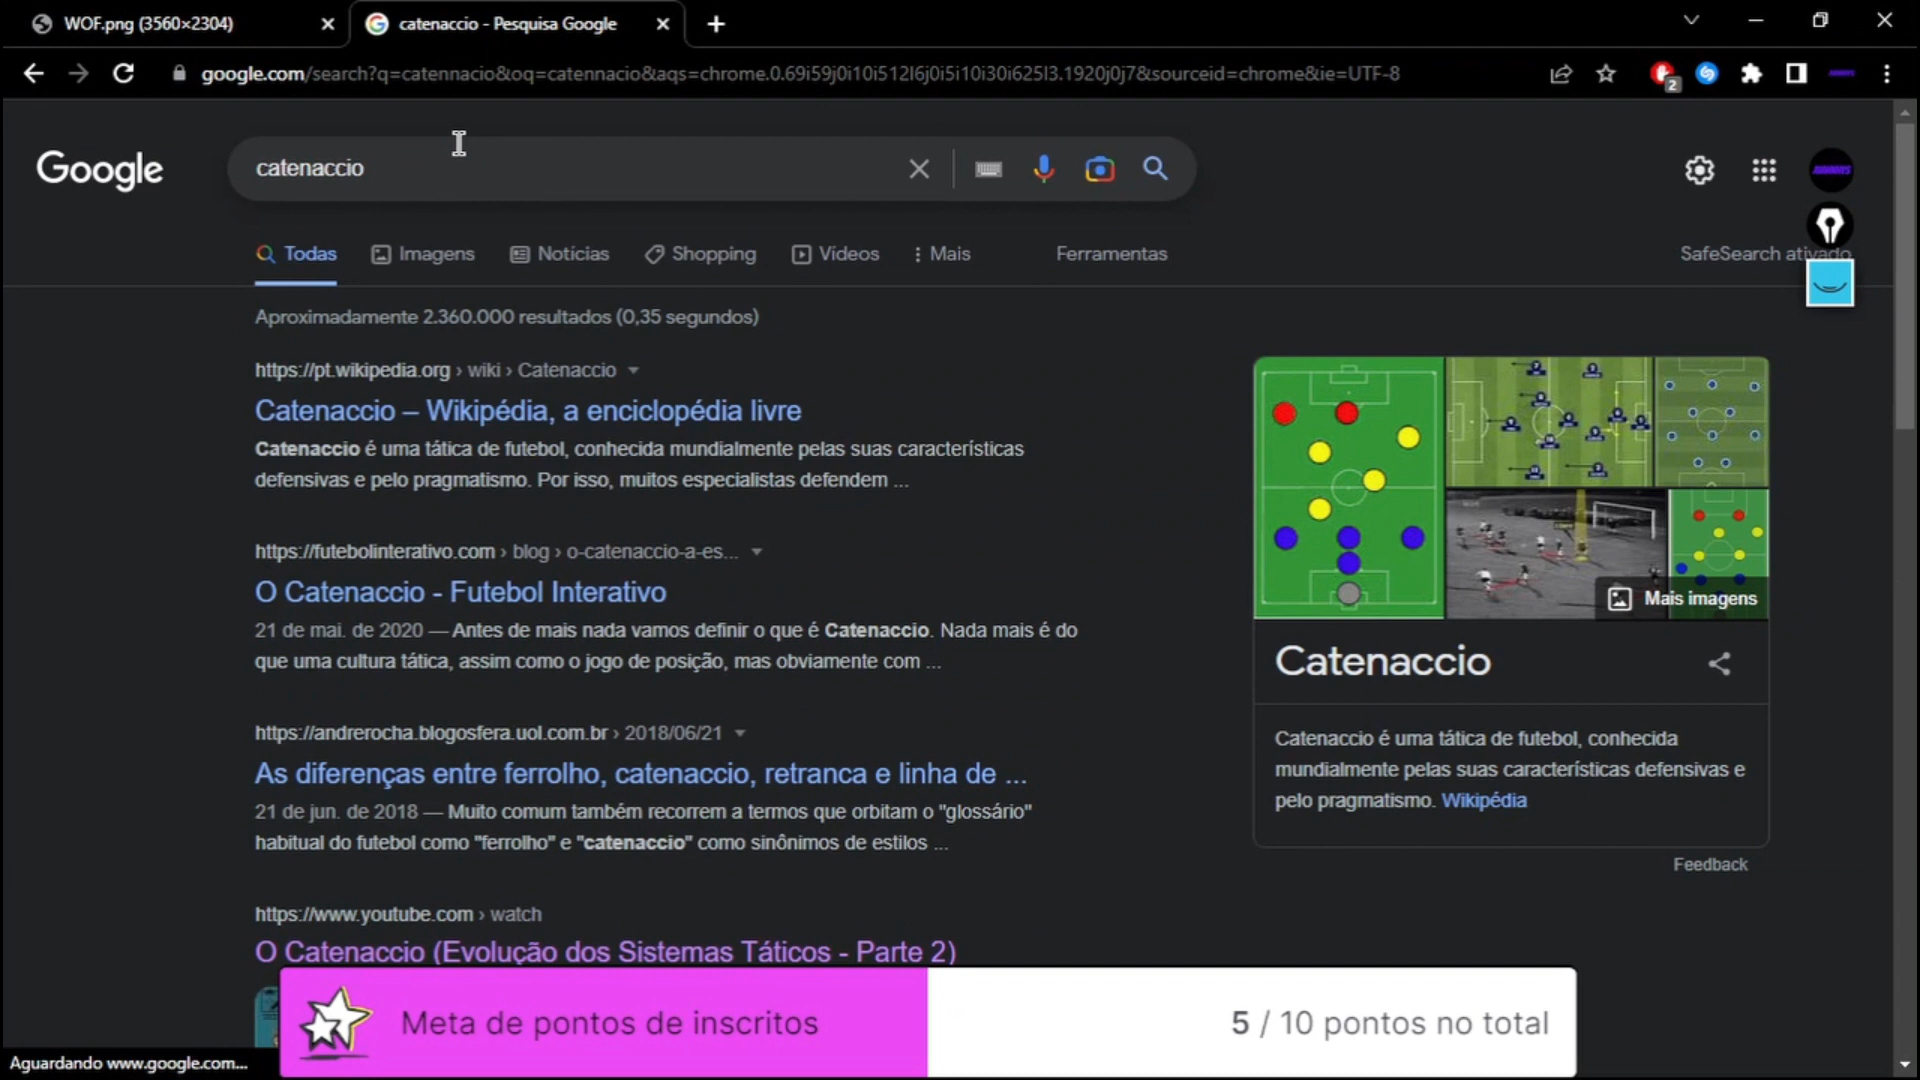 WOF.png (3560×2304)
catenaccio - Pesquisa Google
google.com/search?q=catennacio&oq=catennacio&aqs=chrome.0.69i59j0i10i512l6j0i5i10i30i625l3.1920j0j7&sourceid=chrome&ie=UTF-8
2
Google
catenaccio
Todas
Imagens
Notícias
Shopping
Vídeos
Mais
Ferramentas
SafeSearch ativado
Aproximadamente 2.360.000 resultados (0,35 segundos)
https://pt.wikipedia.org › wiki › Catenaccio
Catenaccio – Wikipédia, a enciclopédia livre
Catenaccio é uma tática de futebol, conhecida mundialmente pelas suas características
defensivas e pelo pragmatismo. Por isso, muitos especialistas defendem ...
https://futebolinterativo.com › blog › o-catenaccio-a-es...
O Catenaccio - Futebol Interativo
21 de mai. de 2020 — Antes de mais nada vamos definir o que é Catenaccio. Nada mais é do
que uma cultura tática, assim como o jogo de posição, mas obviamente com ...
https://andrerocha.blogosfera.uol.com.br › 2018/06/21
As diferenças entre ferrolho, catenaccio, retranca e linha de ...
21 de jun. de 2018 — Muito comum também recorrem a termos que orbitam o "glossário"
habitual do futebol como "ferrolho" e "catenaccio" como sinônimos de estilos ...
https://www.youtube.com › watch
O Catenaccio (Evolução dos Sistemas Táticos - Parte 2)
Mais imagens
Catenaccio
Catenaccio é uma tática de futebol, conhecida
mundialmente pelas suas características defensivas e
pelo pragmatismo. Wikipédia
Feedback
Meta de pontos de inscritos
5 / 10 pontos no total
Aguardando www.google.com...